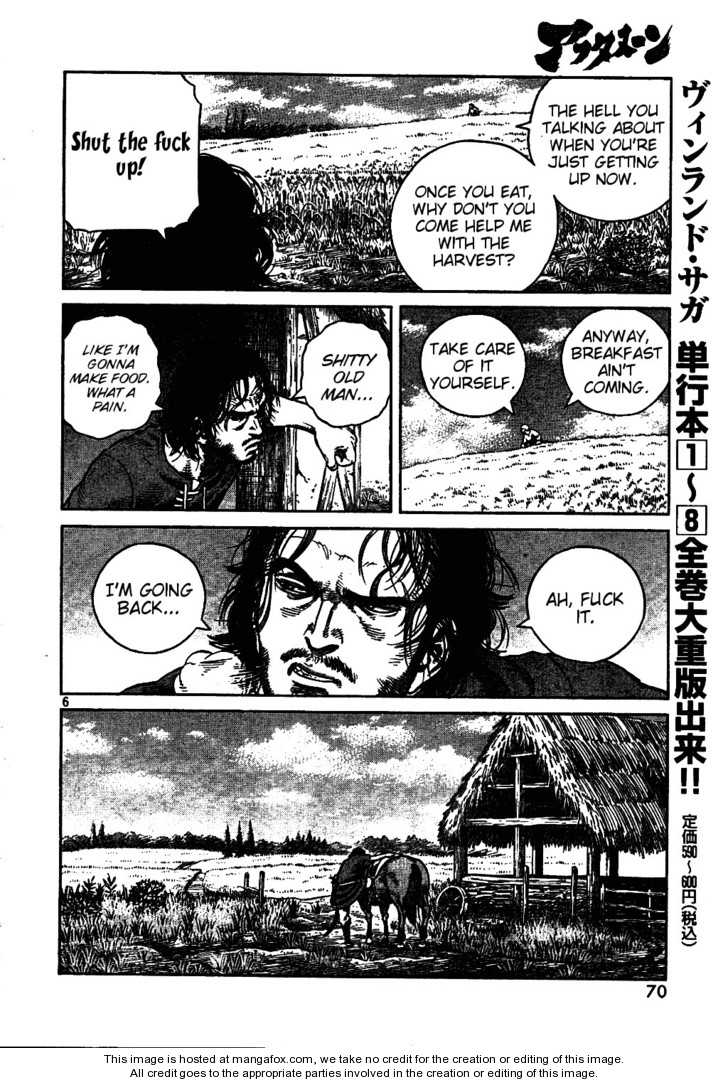 アフタヌーン
THE HELL YOU
TALKING ABOUT
WHEN YOU'RE
JUST GETTING
UP NOW.
ONCE YOU EAT,
WHY DON'T YOU
COME HELP ME
WITH THE
HARVEST?
Shut the fuck
up!
ANYWAY,
BREAKFAST
AIN'T
COMING.
TAKE CARE
OF IT
YOURSELF.
SHITTY
OLD
MAN...
LIKE I'M
GONNA
MAKE FOOD.
WHAT A
PAIN.
AH, FUCK
IT.
I'M GOING
BACK...
6
ヴィンランド・サガ 単行本1〜8全巻大重版出来!!
定価590〜600円(税込)
70
This image is hosted at mangafox.com, we take no credit for the creation or editing of this image.
All credit goes to the appropriate parties involved in the creation or editing of this image.